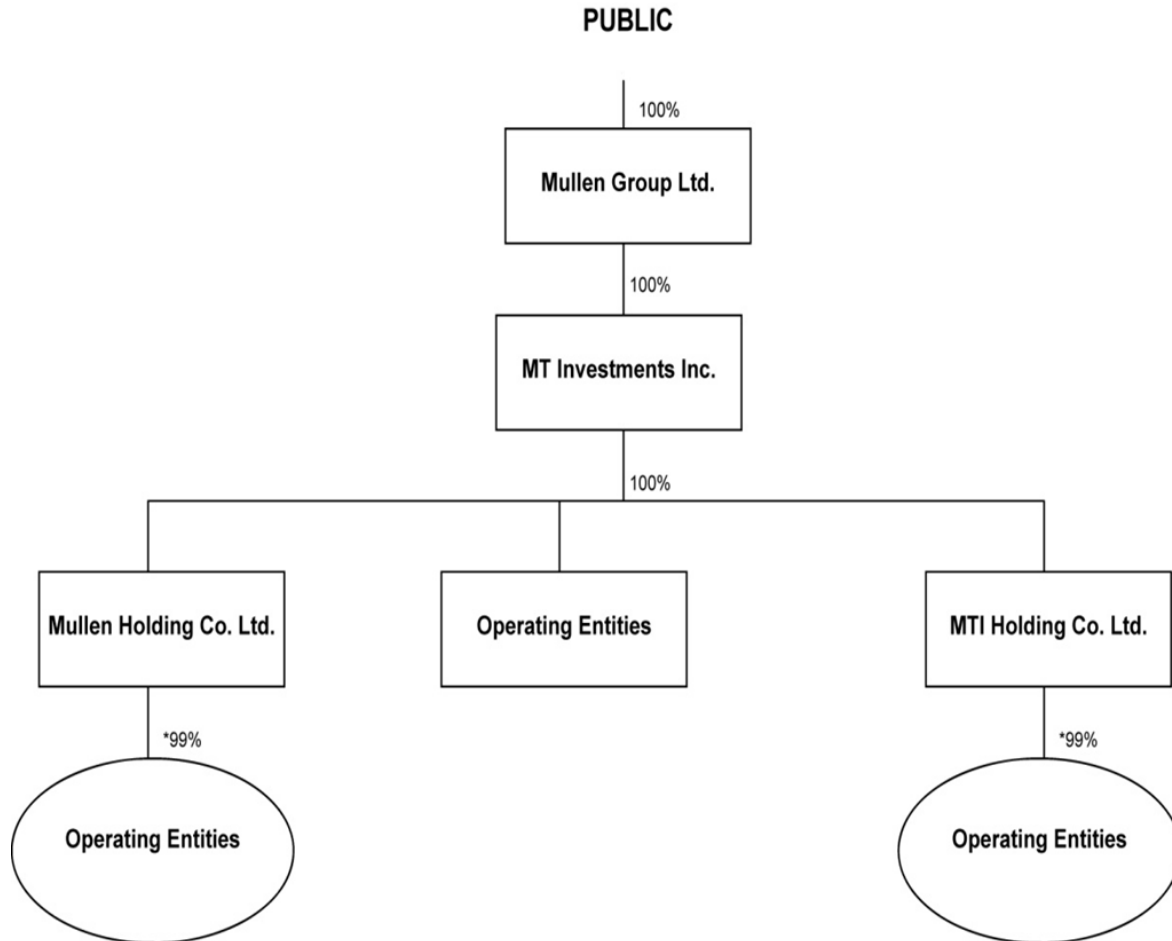 PUBLIC
100%
Mullen Group Ltd.
100%
MT Investments Inc.
100%
Mullen Holding Co. Ltd.
Operating Entities
MTI Holding Co. Ltd.
*99%
*99%
Operating Entities
Operating Entities